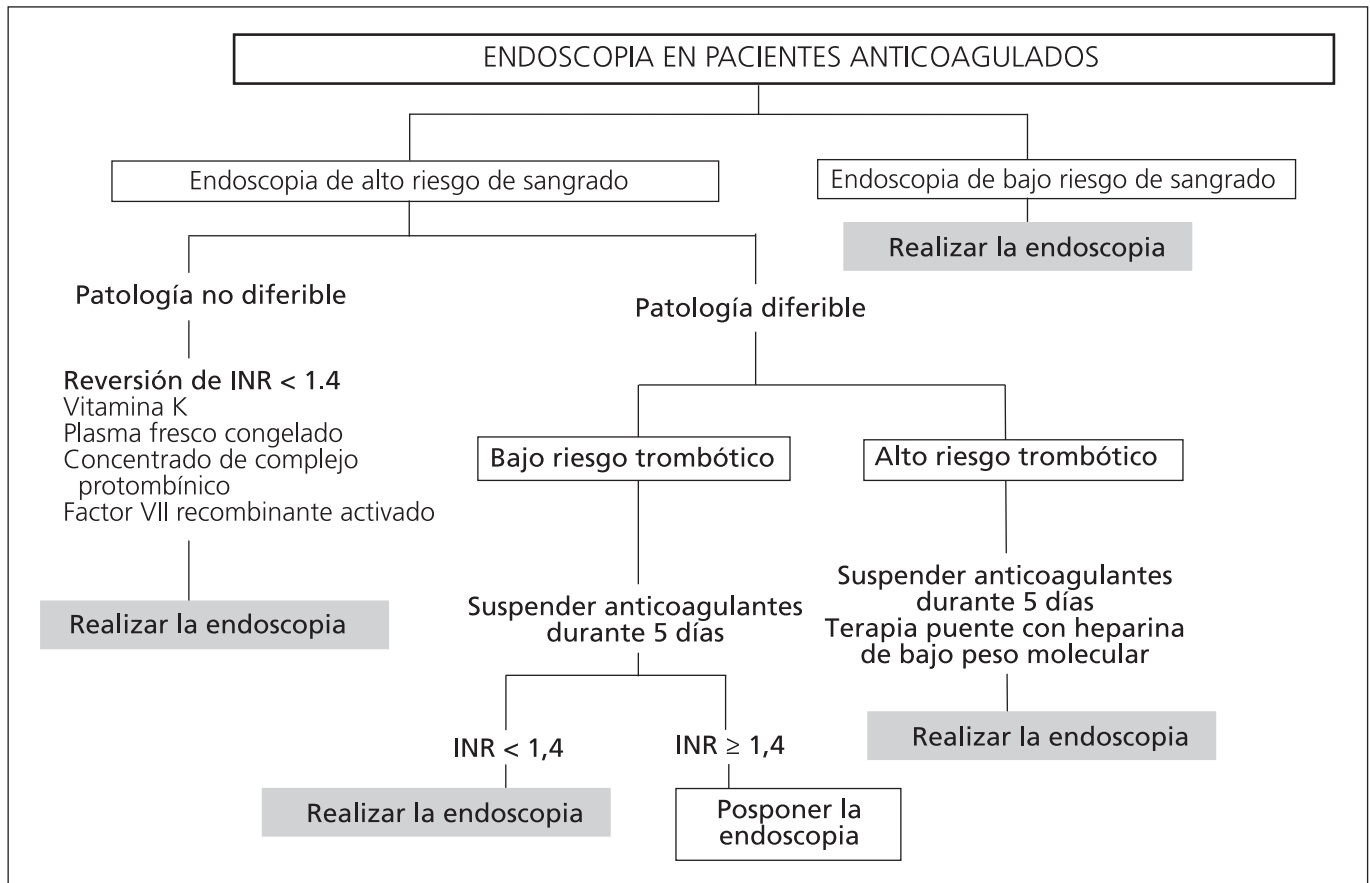 ENDOSCOPIA EN PACIENTES ANTICOAGULADOS
Endoscopia de alto riesgo de sangrado
Endoscopia de bajo riesgo de sangrado
Realizar la endoscopia
Patología no diferible
Patología diferible
Reversión de INR < 1.4
Vitamina K
Plasma fresco congelado
Concentrado de complejo
protombínico
Factor VII recombinante activado
Realizar la endoscopia
Bajo riesgo trombótico
Alto riesgo trombótico
Suspender anticoagulantes
durante 5 días
Suspender anticoagulantes
durante 5 días
Terapia puente con heparina
de bajo peso molecular
INR < 1,4
INR ≥ 1,4
Realizar la endoscopia
Realizar la endoscopia
Posponer la
endoscopia